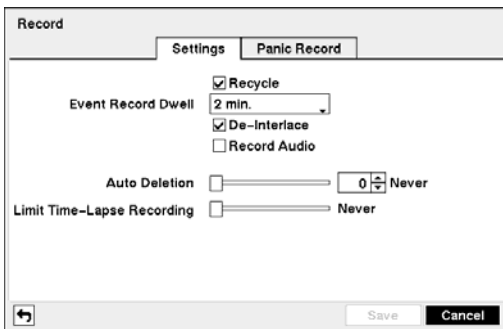 Record
Settings Panic Record
Recycle
Event Record Dwell 2 min.
De-Interlace
Record Audio
Auto Deletion 0 Never
Limit Time-Lapse Recording Never
Save Cancel